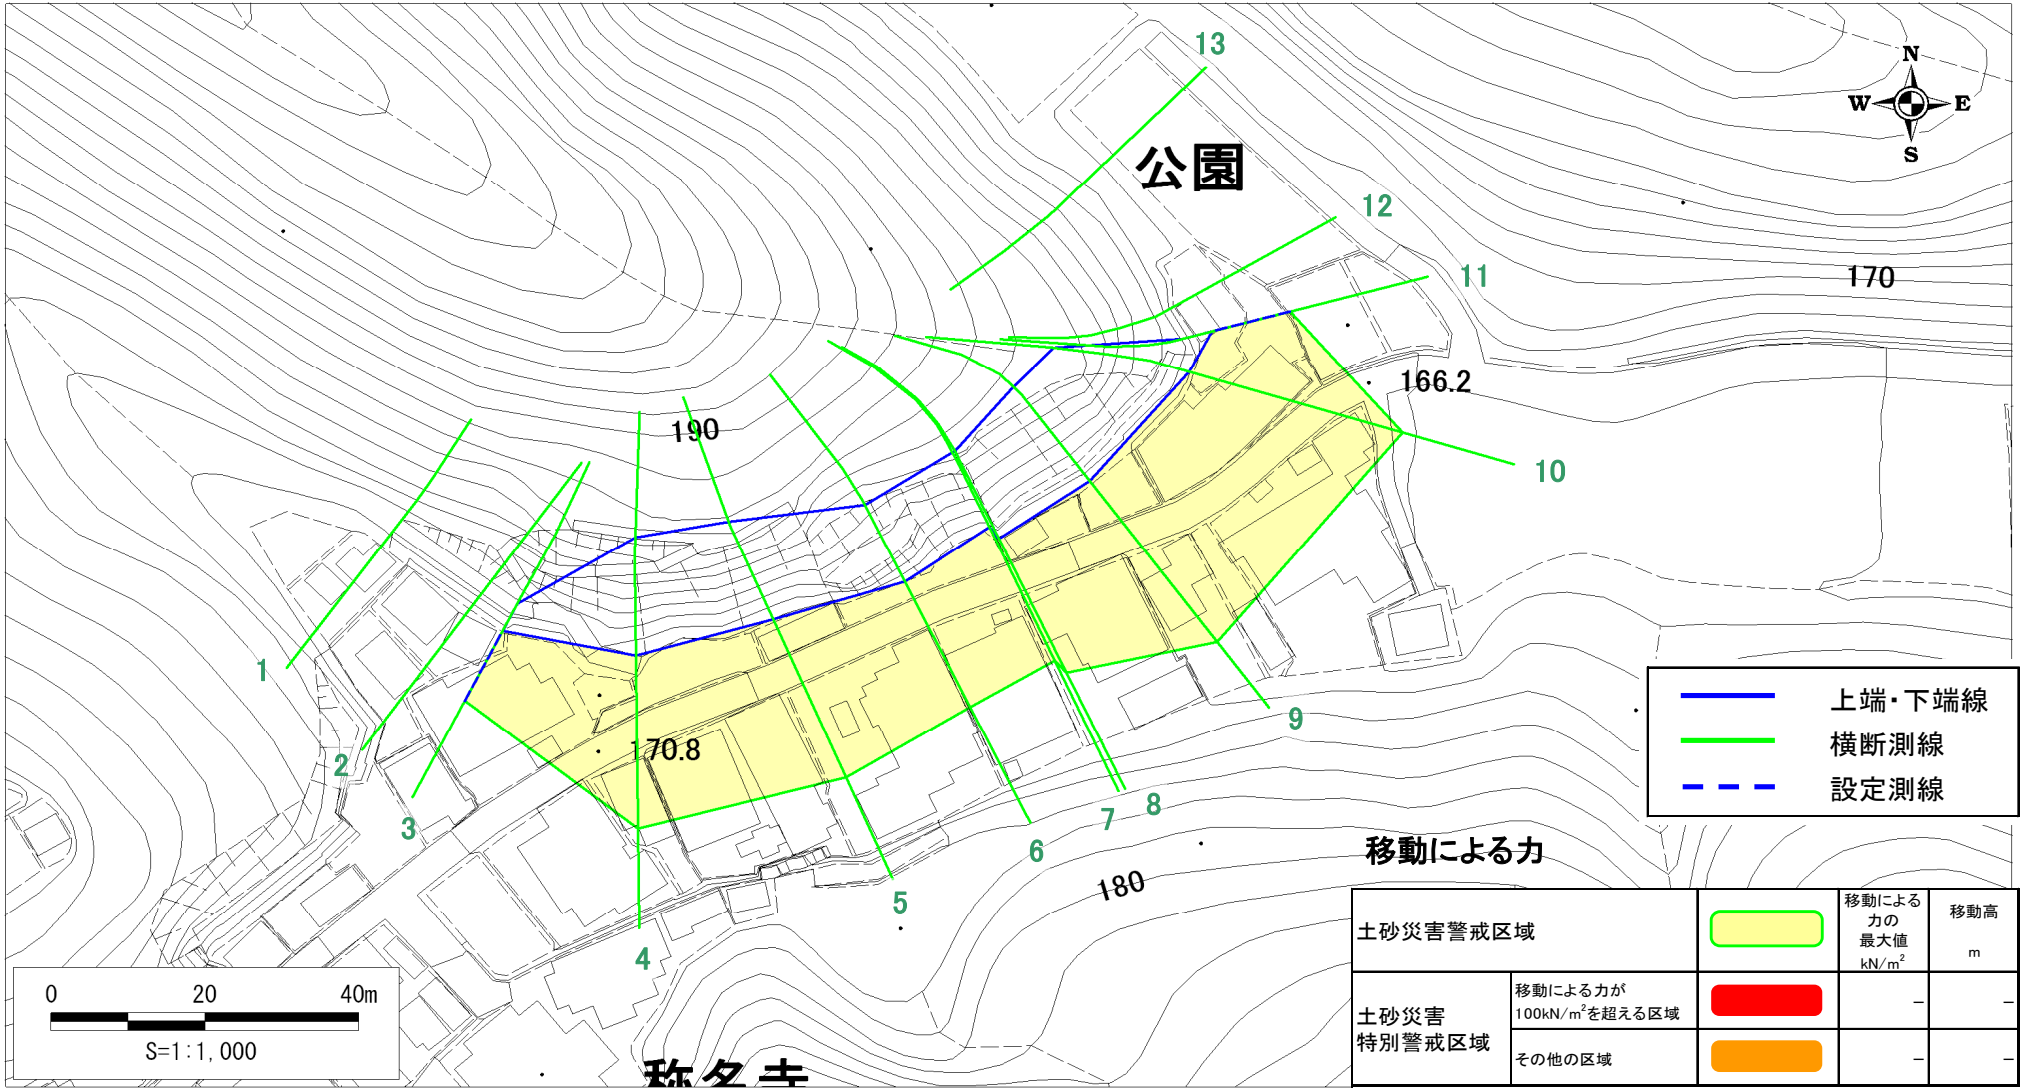 13
N
W E
S
公園
12
11
170
166.2
190
10
1
2
170.8
3
9
8
7
6
180
5
4
上端・下端線
横断測線
設定測線
移動による力
土砂災害警戒区域
移動による
力の
最大値
kN/m²
移動高
m
土砂災害
特別警戒区域
移動による力が
100kN/m²を超える区域
－ －
その他の区域
－ －
0 20 40m
S=1:1,000
称名寺